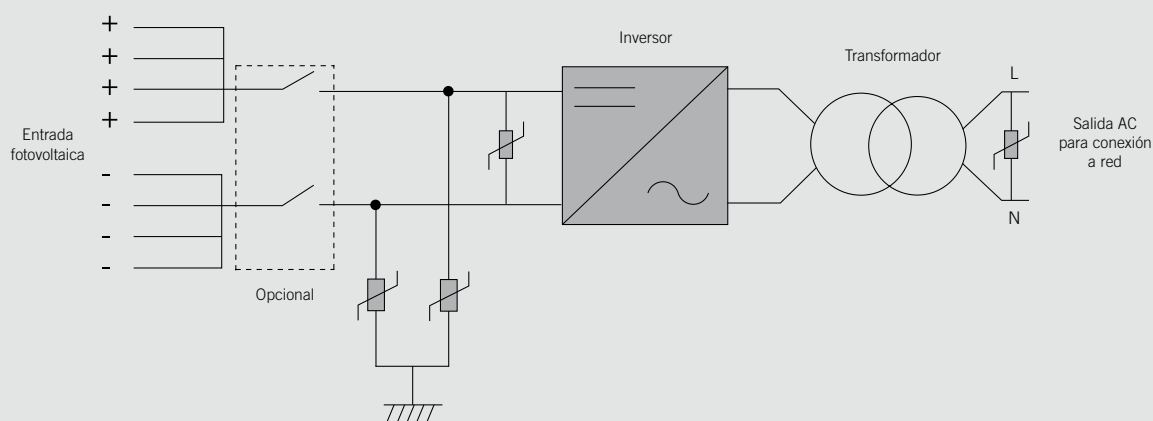 +
+
+
+
Entrada
fotovoltaica
-
-
-
-
Opcional
Inversor
Transformador
L
N
Salida AC
para conexión
a red